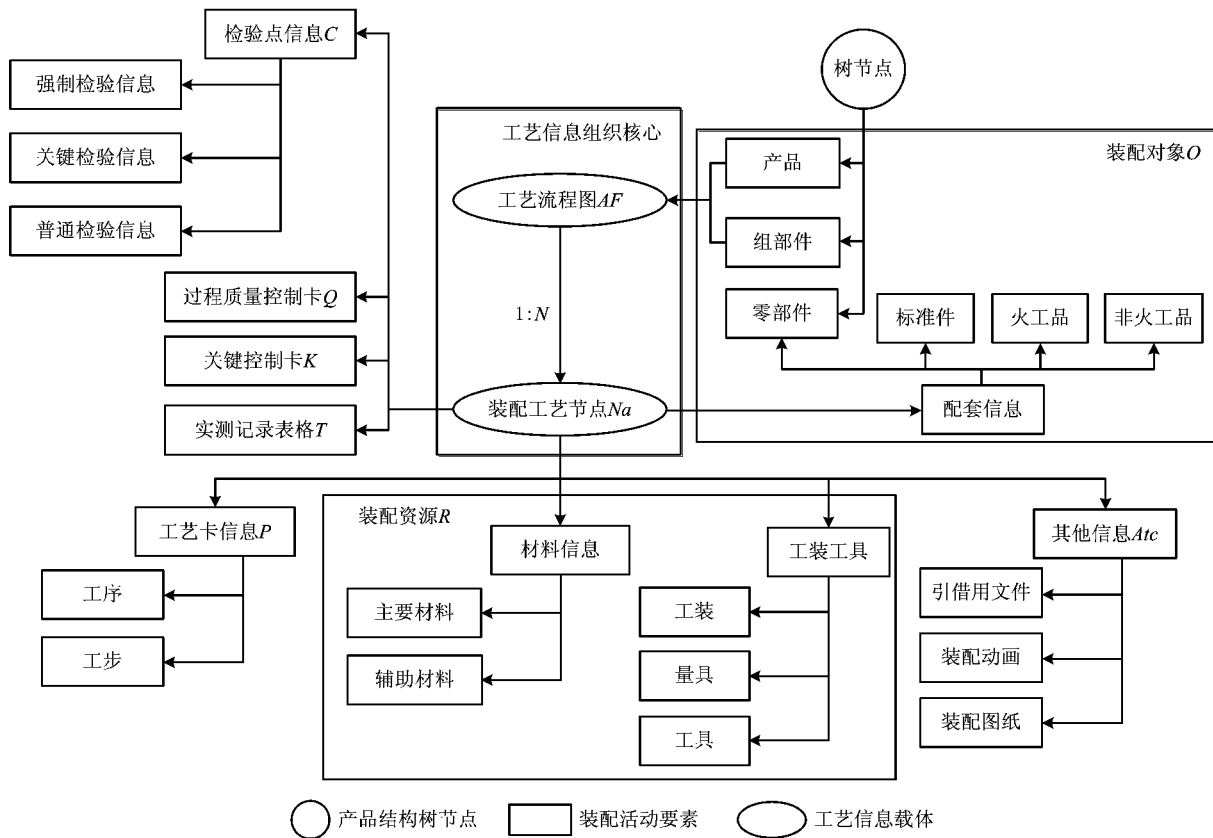 检验点信息C
强制检验信息
关键检验信息
普通检验信息
过程质量控制卡Q
关键控制卡K
实测记录表格T
工艺信息组织核心
工艺流程图AF
1:N
装配工艺节点Na
树节点
装配对象O
产品
组部件
零部件
标准件
火工品
非火工品
配套信息
工艺卡信息P
工序
工步
装配资源R
材料信息
主要材料
辅助材料
工装工具
工装
量具
工具
其他信息Atc
引借用文件
装配动画
装配图纸
产品结构树节点
装配活动要素
工艺信息载体